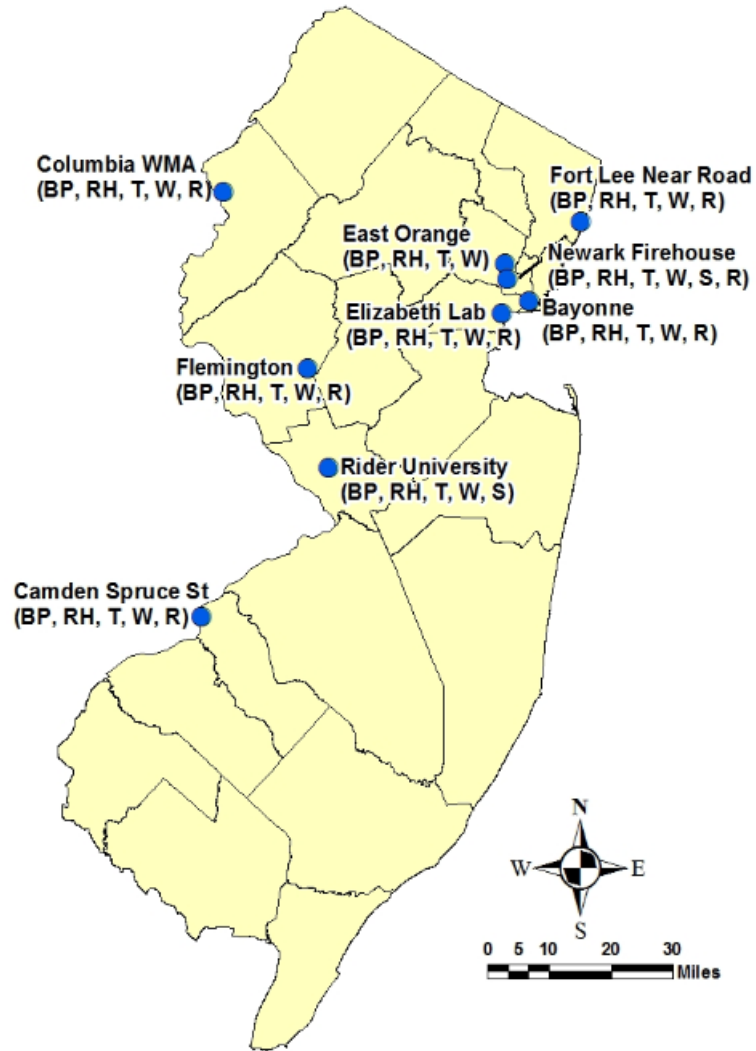 Columbia WMA
(BP, RH, T, W, R)
Fort Lee Near Road
(BP, RH, T, W, R)
East Orange
(BP, RH, T, W)
Newark Firehouse
(BP, RH, T, W, S, R)
Elizabeth Lab
(BP, RH, T, W, R)
Bayonne
(BP, RH, T, W, R)
Flemington
(BP, RH, T, W, R)
Rider University
(BP, RH, T, W, S)
Camden Spruce St
(BP, RH, T, W, R)
N
W E
S
0 5 10 20 30
Miles